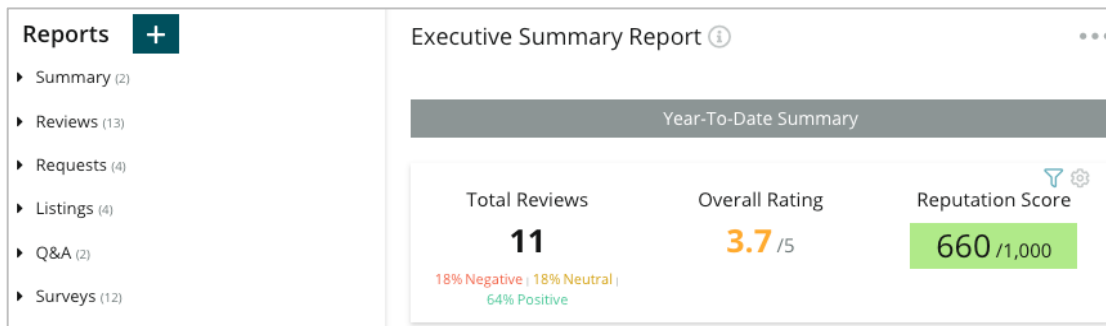 Reports +
Summary (2)
Reviews (13)
Requests (4)
Listings (4)
Q&A (2)
Surveys (12)
Executive Summary Report
Year-To-Date Summary
Total Reviews
11
18% Negative | 18% Neutral |
64% Positive
Overall Rating
3.7 /5
Reputation Score
660 /1,000